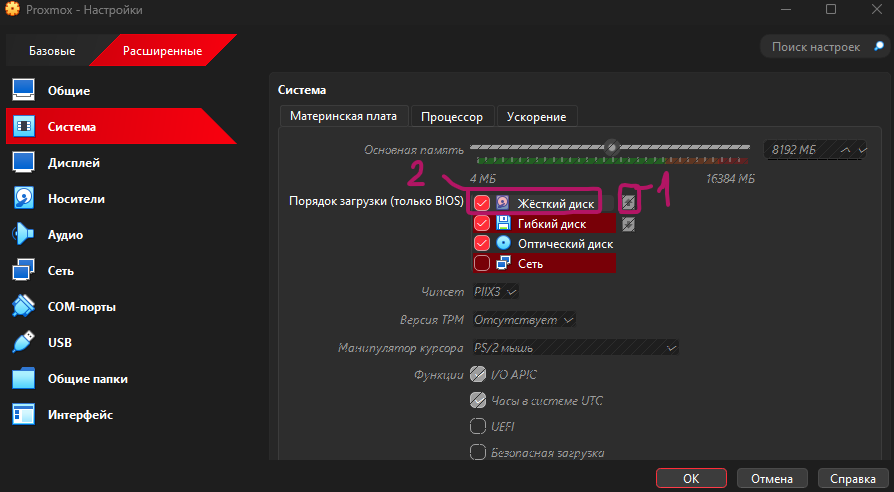 Proxmox - Настройки
Базовые Расширенные Поиск настроек
Общие
Система
Дисплей
Носители
Аудио
Сеть
COM-порты
USB
Общие папки
Интерфейс
Система
Материнская плата Процессор Ускорение
Основная память 8192 МБ
4 МБ 16384 МБ
2 1
Порядок загрузки (только BIOS) Жёсткий диск
Гибкий диск
Оптический диск
Сеть
Чипсет PIIX3
Версия TPM Отсутствует
Манипулятор курсора PS/2 мышь
Функции I/O APIC
Часы в системе UTC
UEFI
Безопасная загрузка
OK Отмена Справка